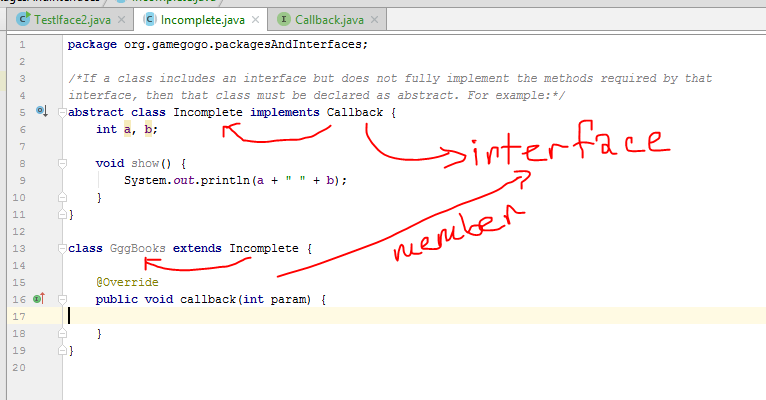 ckagesAndInterfaces  Incomplete.java
TestIface2.java  Incomplete.java  Callback.java
1 package org.gamegogo.packagesAndInterfaces;
2
3 /*If a class includes an interface but does not fully implement the methods required by that
4 interface, then that class must be declared as abstract. For example:*/
5 abstract class Incomplete implements Callback {
6 int a, b;
7
8 void show() {
9 System.out.println(a + " " + b);
10 }
11 }
12
13 class GggBooks extends Incomplete {
14
15 @Override
16 public void callback(int param) {
17
18 }
19 }
20
interface
member